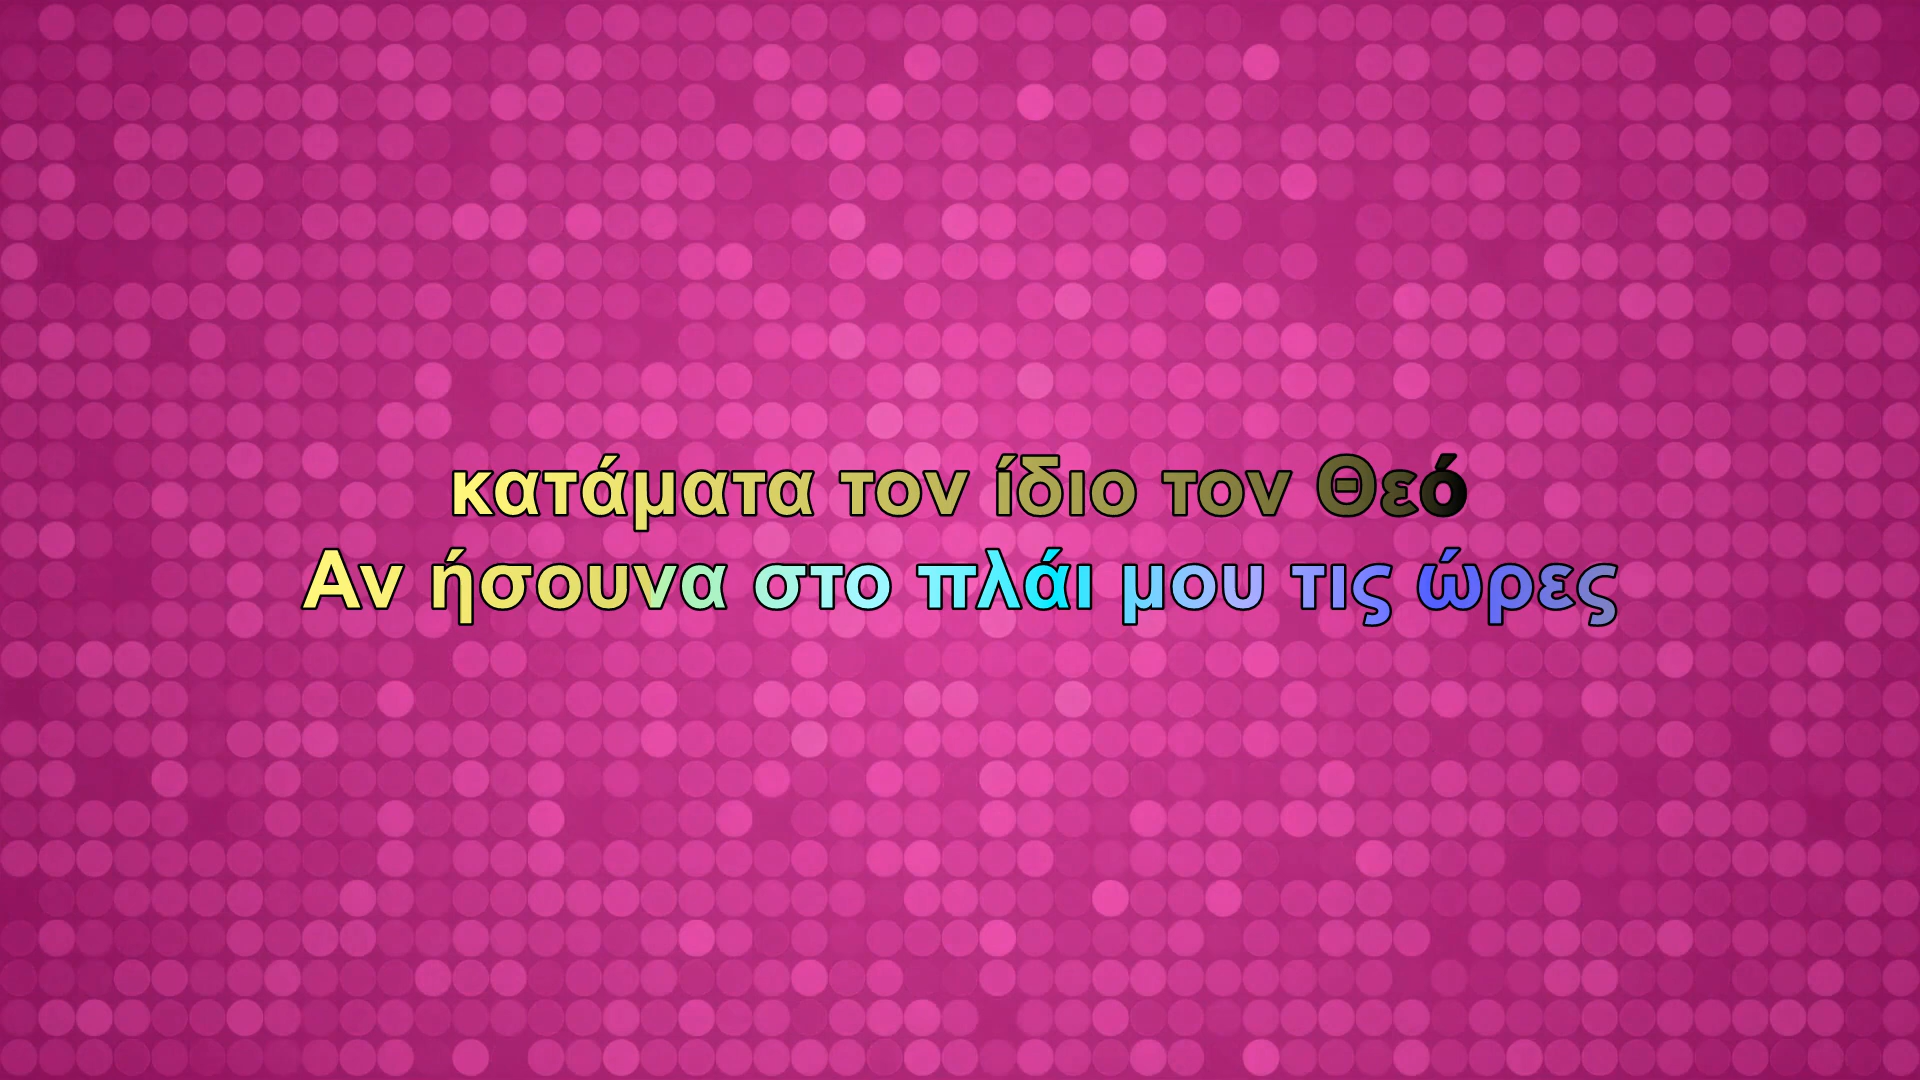 κατάματα τον ίδιο τον Θεό
Αν ήσουνα στο πλάι μου τις ώρες